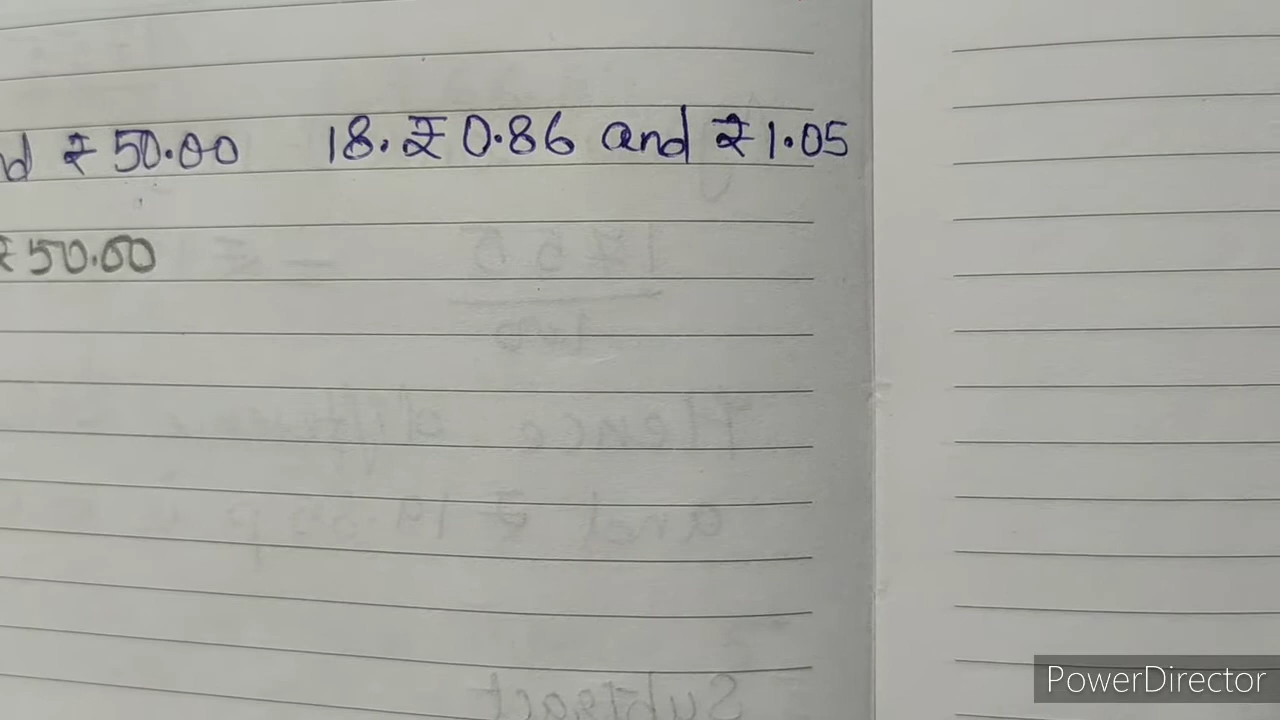 d ₹ 50.00 18. ₹ 0.86 and ₹ 1.05
₹ 50.00
PowerDirector